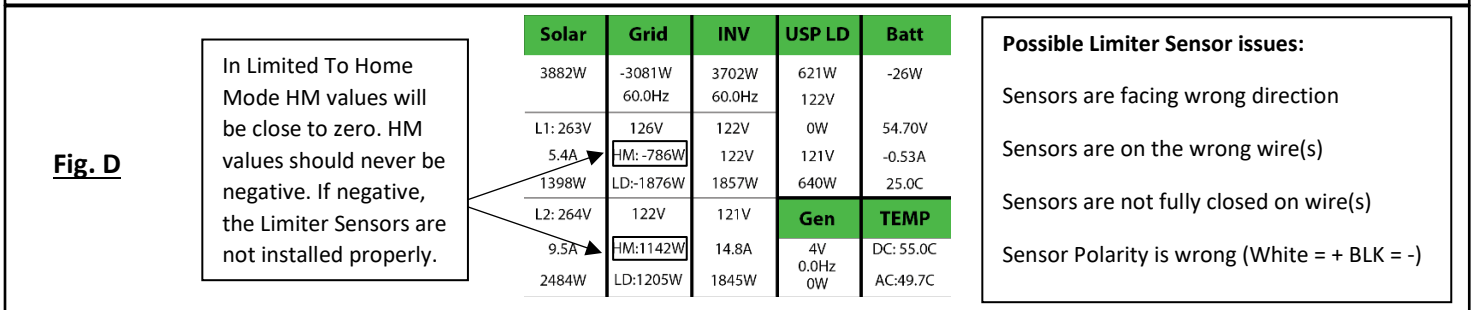 Fig. D
In Limited To Home
Mode HM values will
be close to zero. HM
values should never be
negative. If negative,
the Limiter Sensors are
not installed properly.
Solar Grid INV USP LD Batt
3882W -3081W 3702W 621W -26W
60.0Hz 60.0Hz 122V
L1: 263V 126V 122V 0W 54.70V
5.4A HM: -786W 122V 121V -0.53A
1398W LD:-1876W 1857W 640W 25.0C
L2: 264V 122V 121V Gen TEMP
9.5A HM:1142W 14.8A 4V DC: 55.0C
0.0Hz
2484W LD:1205W 1845W 0W AC:49.7C
Possible Limiter Sensor issues:
Sensors are facing wrong direction
Sensors are on the wrong wire(s)
Sensors are not fully closed on wire(s)
Sensor Polarity is wrong (White = + BLK = -)